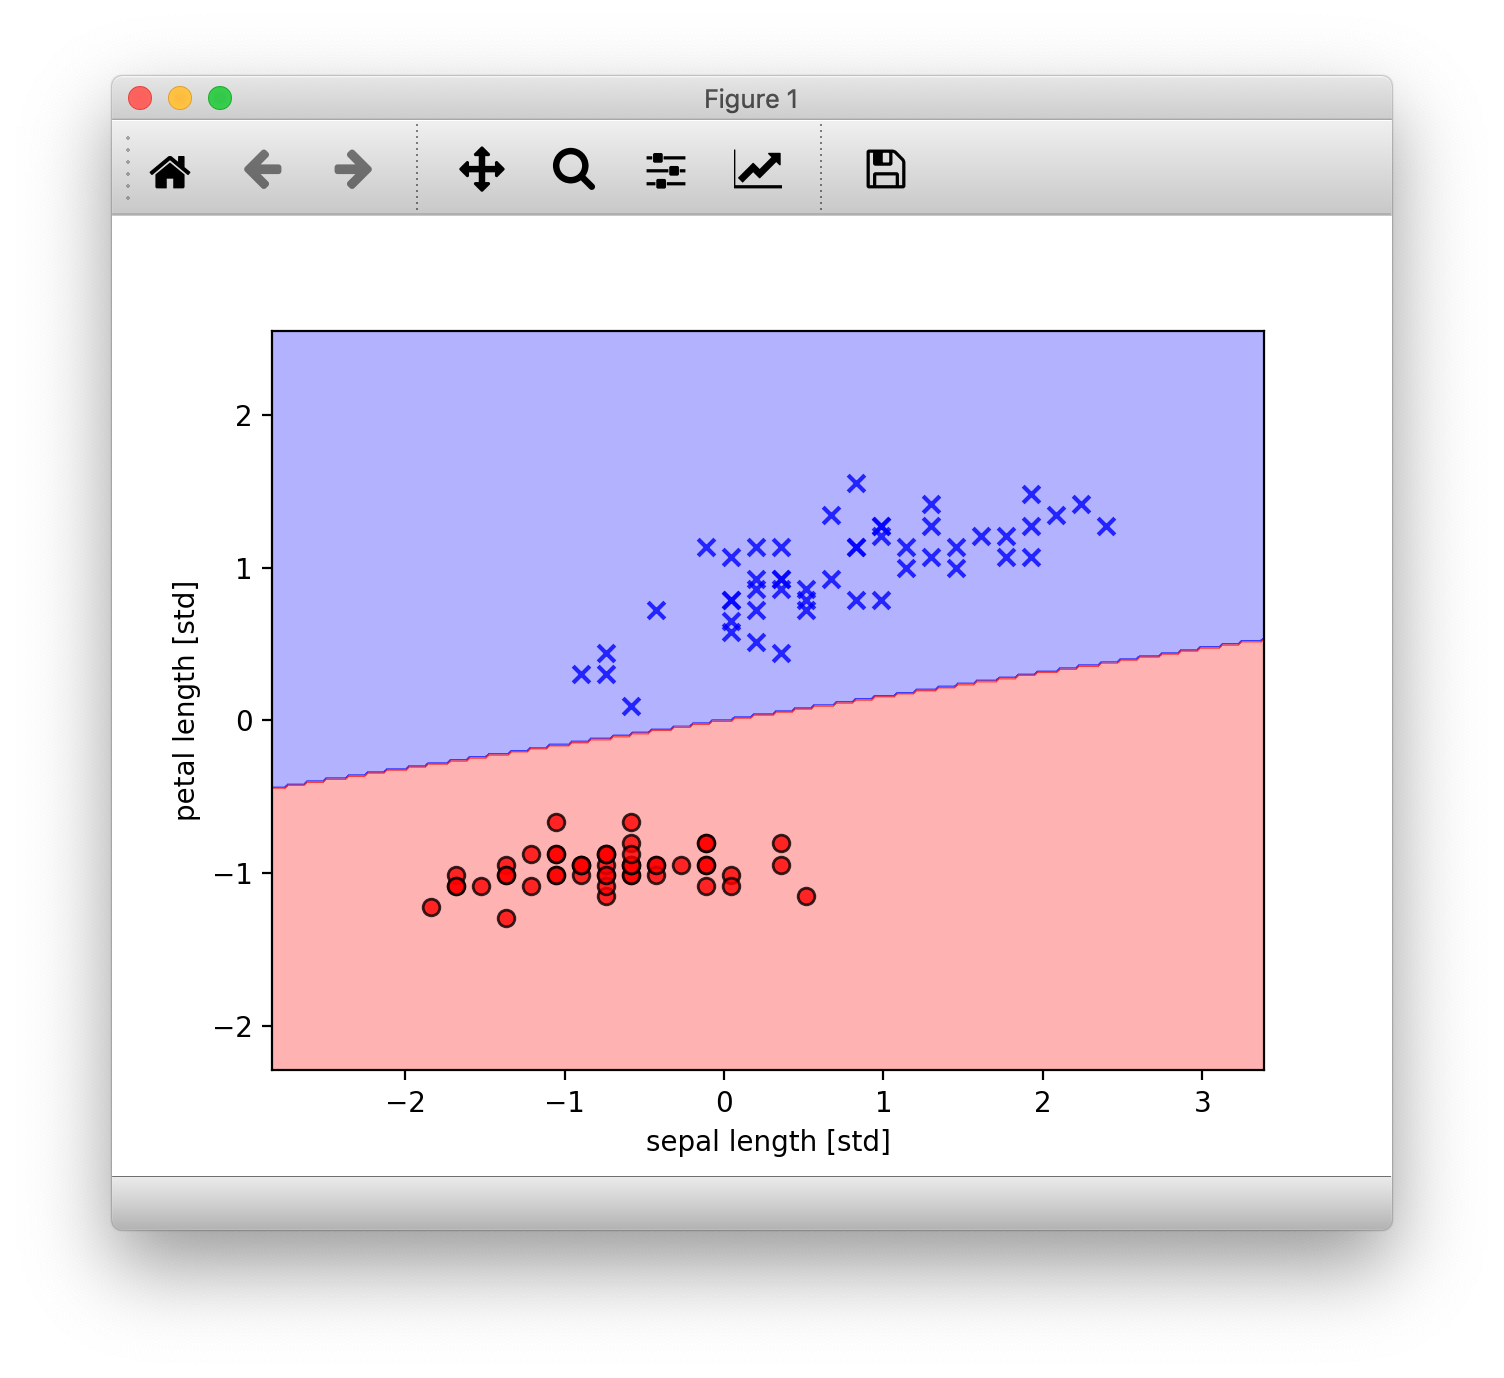 Figure 1
2
1
0
−1
−2
petal length [std]
−2 −1 0 1 2 3
sepal length [std]